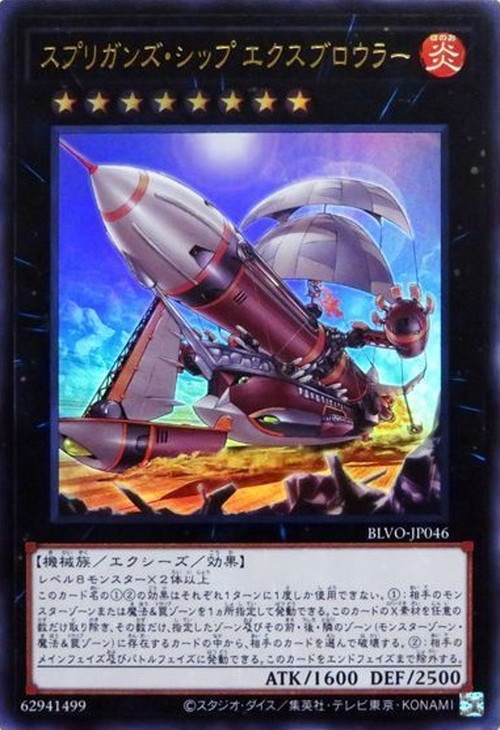 スプリガンズ・シップ エクスブロウラー
炎
BLVO-JP046
【機械族/エクシーズ/効果】
レベル8モンスター×2体以上
このカード名の①②の効果はそれぞれ1ターンに1度しか使用できない。①:相手のモン
スターゾーンまたは魔法&罠ゾーンを1ヵ所指定して発動できる。このカードのX素材を任意の
数だけ取り除き、その数だけ、指定したゾーン及びその前・後・隣のゾーン(モンスターゾーン・
魔法&罠ゾーン)に存在するカードの中から、相手のカードを選んで破壊する。②:相手の
メインフェイズ及びバトルフェイズに発動できる。このカードをエンドフェイズまで除外する。
ATK/1600 DEF/2500
62941499
©スタジオ・ダイス/集英社・テレビ東京・KONAMI